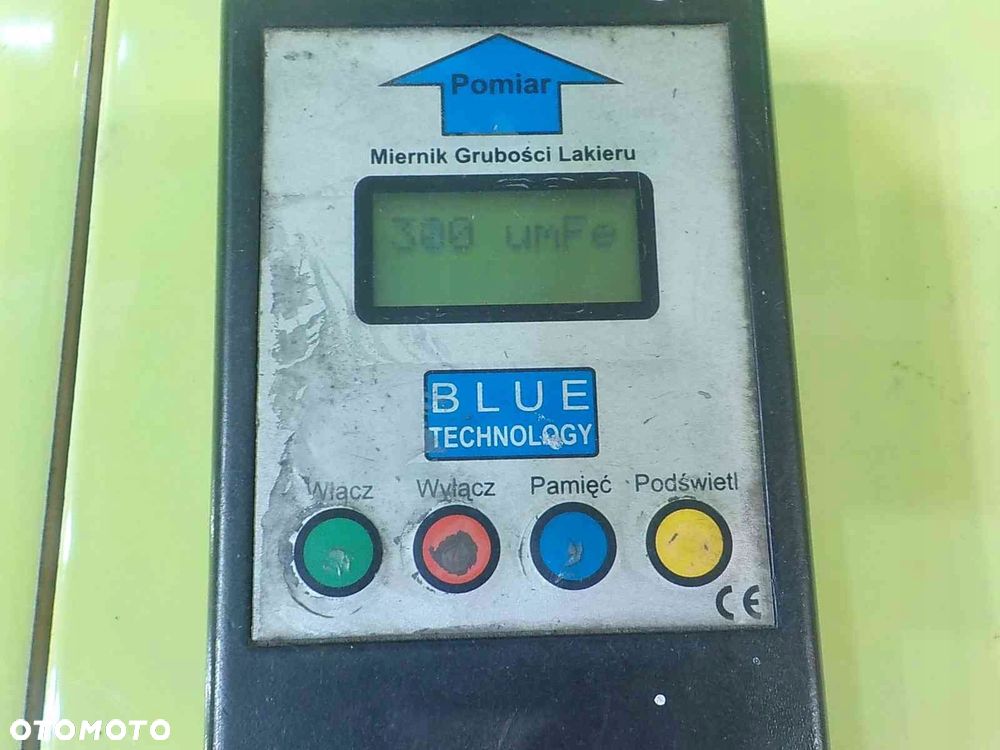 Pomiar
Miernik Grubości Lakieru
300 umFe
BLUE
TECHNOLOGY
Włącz Wyłącz Pamięć Podświetl
CE
OTOMOTO